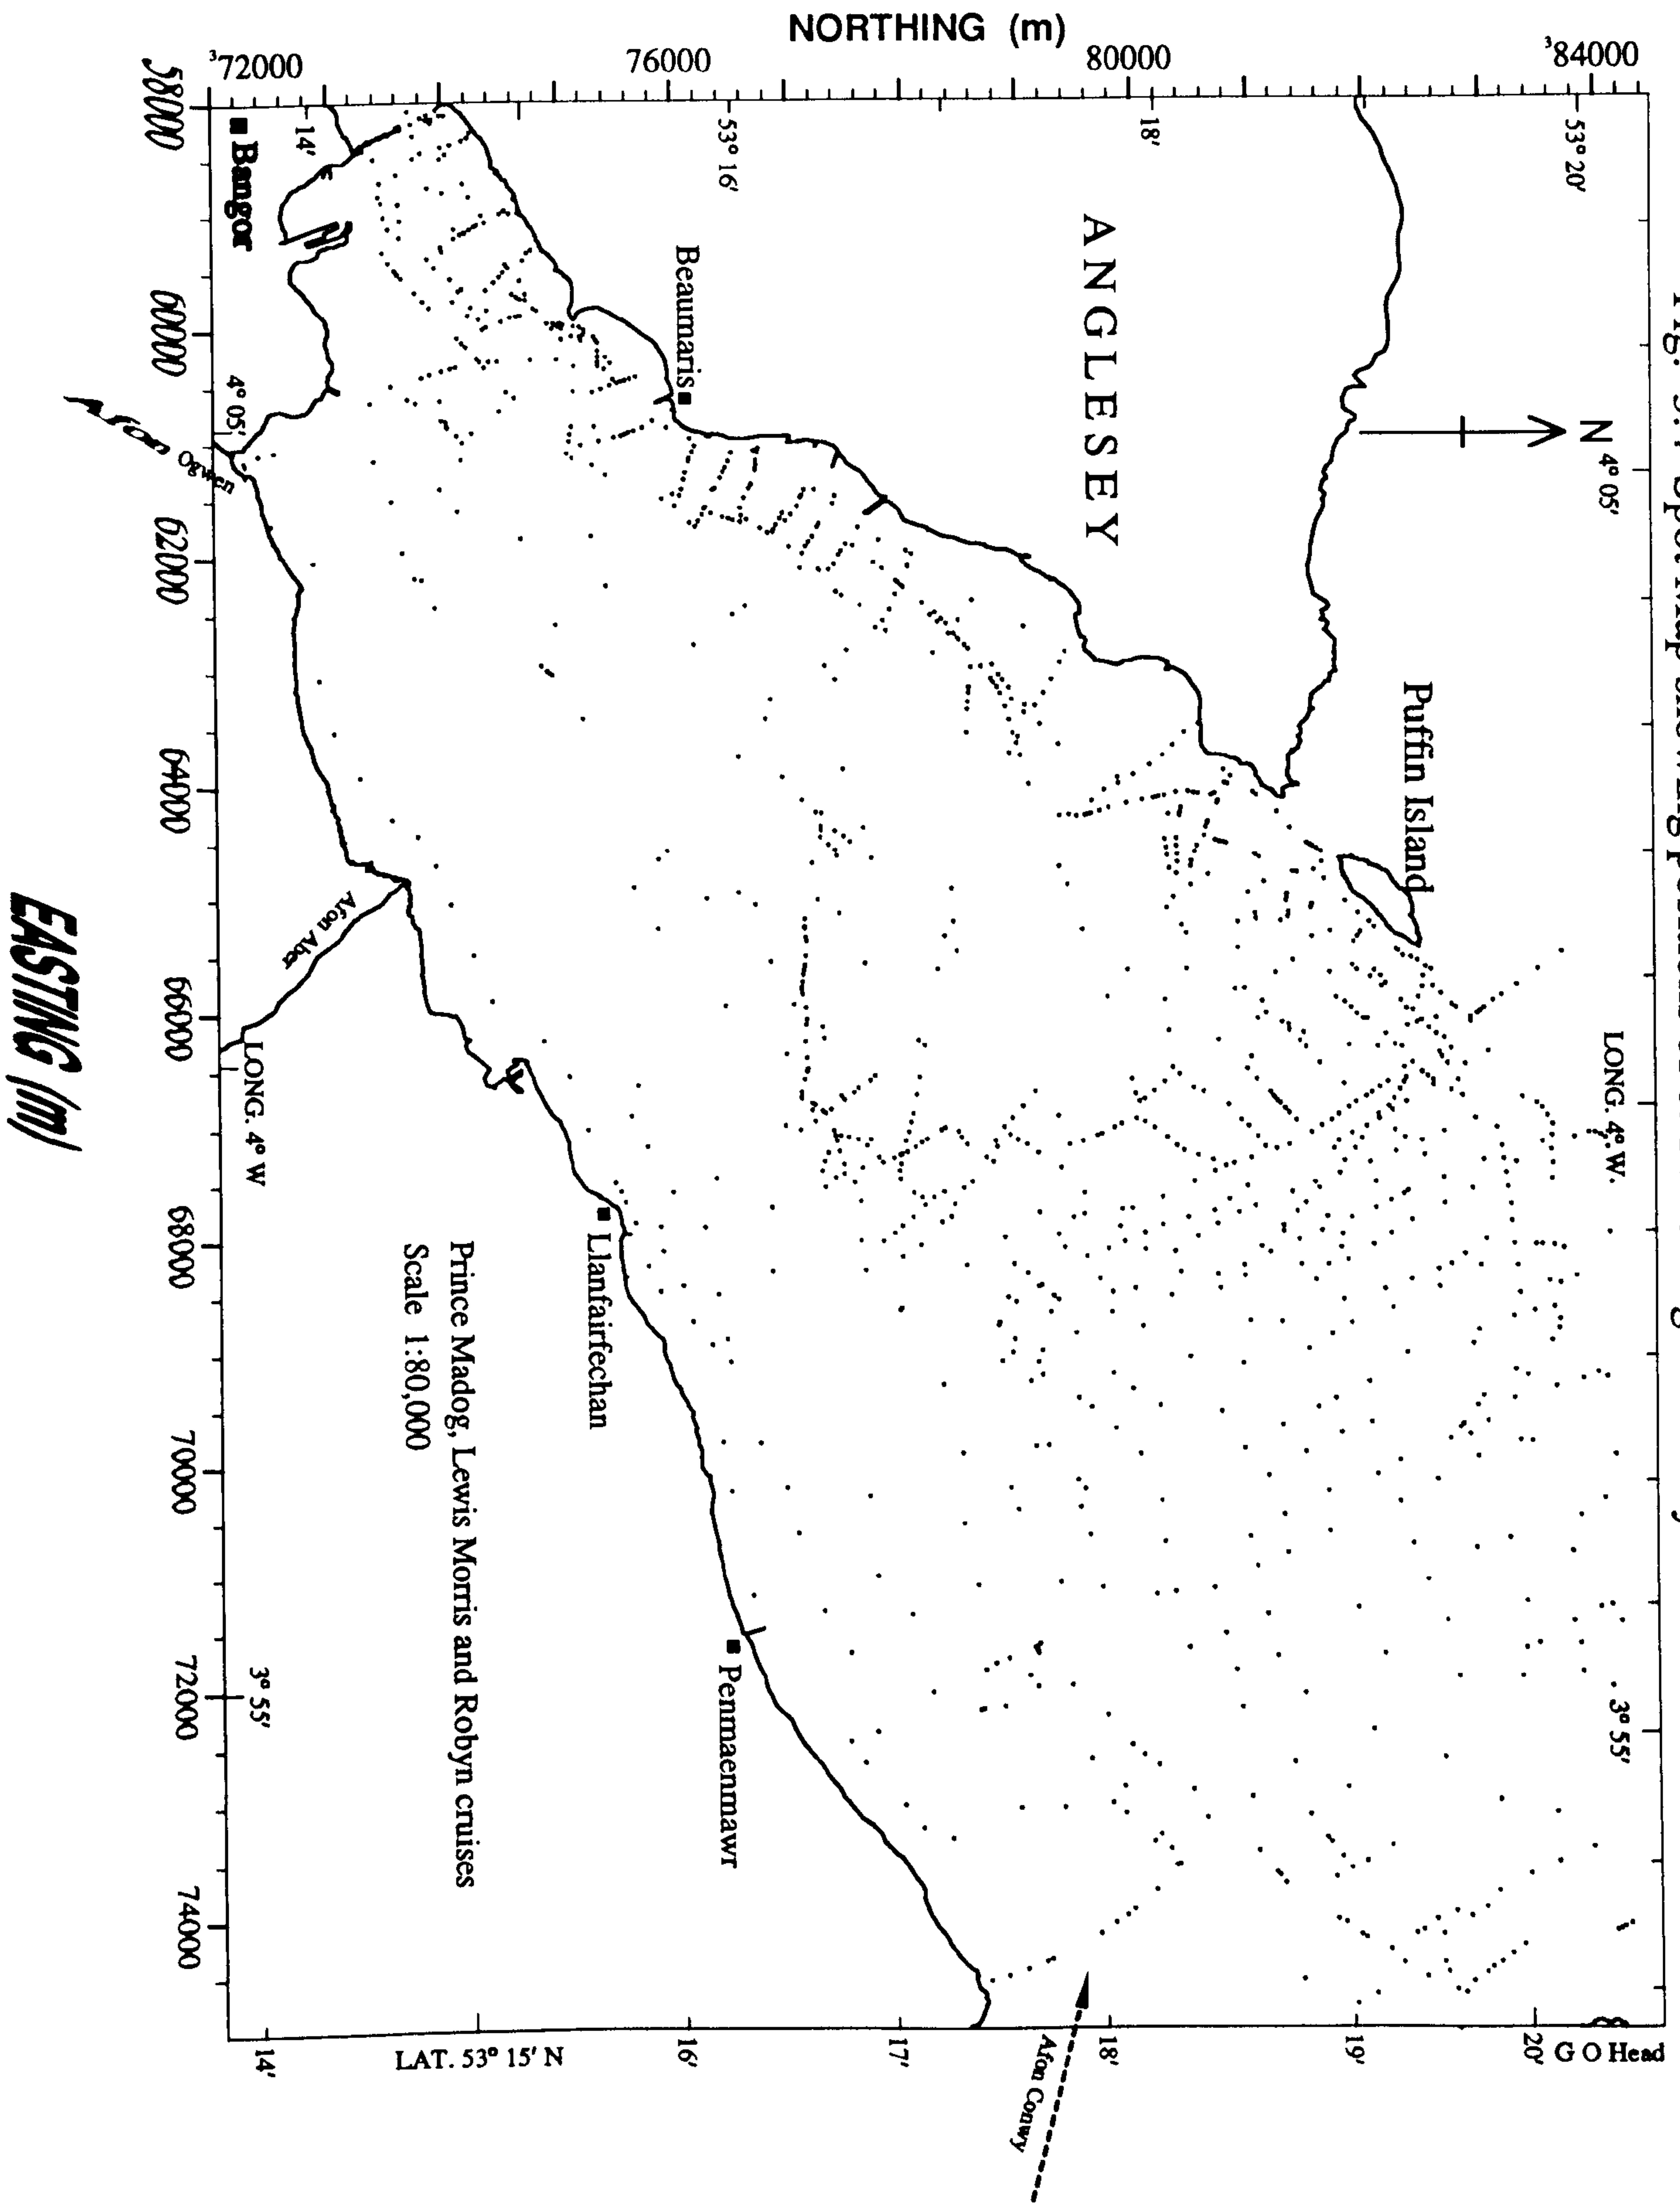 NORTHING (m)
³72000
76000
80000
³84000
58000
60000
62000
64000
66000
68000
70000
72000
74000
EASTING (m)
14'
53° 16'
18'
53° 20'
Bangor
Beaumaris
ANGLESEY
N
4° 05'
4° 05'
Afon Ogwen
Puffin Island
Afon Aber
LONG. 4° W
LONG. 4° W.
Llanfairfechan
Prince Madog, Lewis Morris and Robyn cruises
Scale 1:80,000
Penmaenmawr
3° 55'
3° 55'
14'
LAT. 53° 15' N
16'
17'
18'
19'
20'
G O Head
Afon Conwy